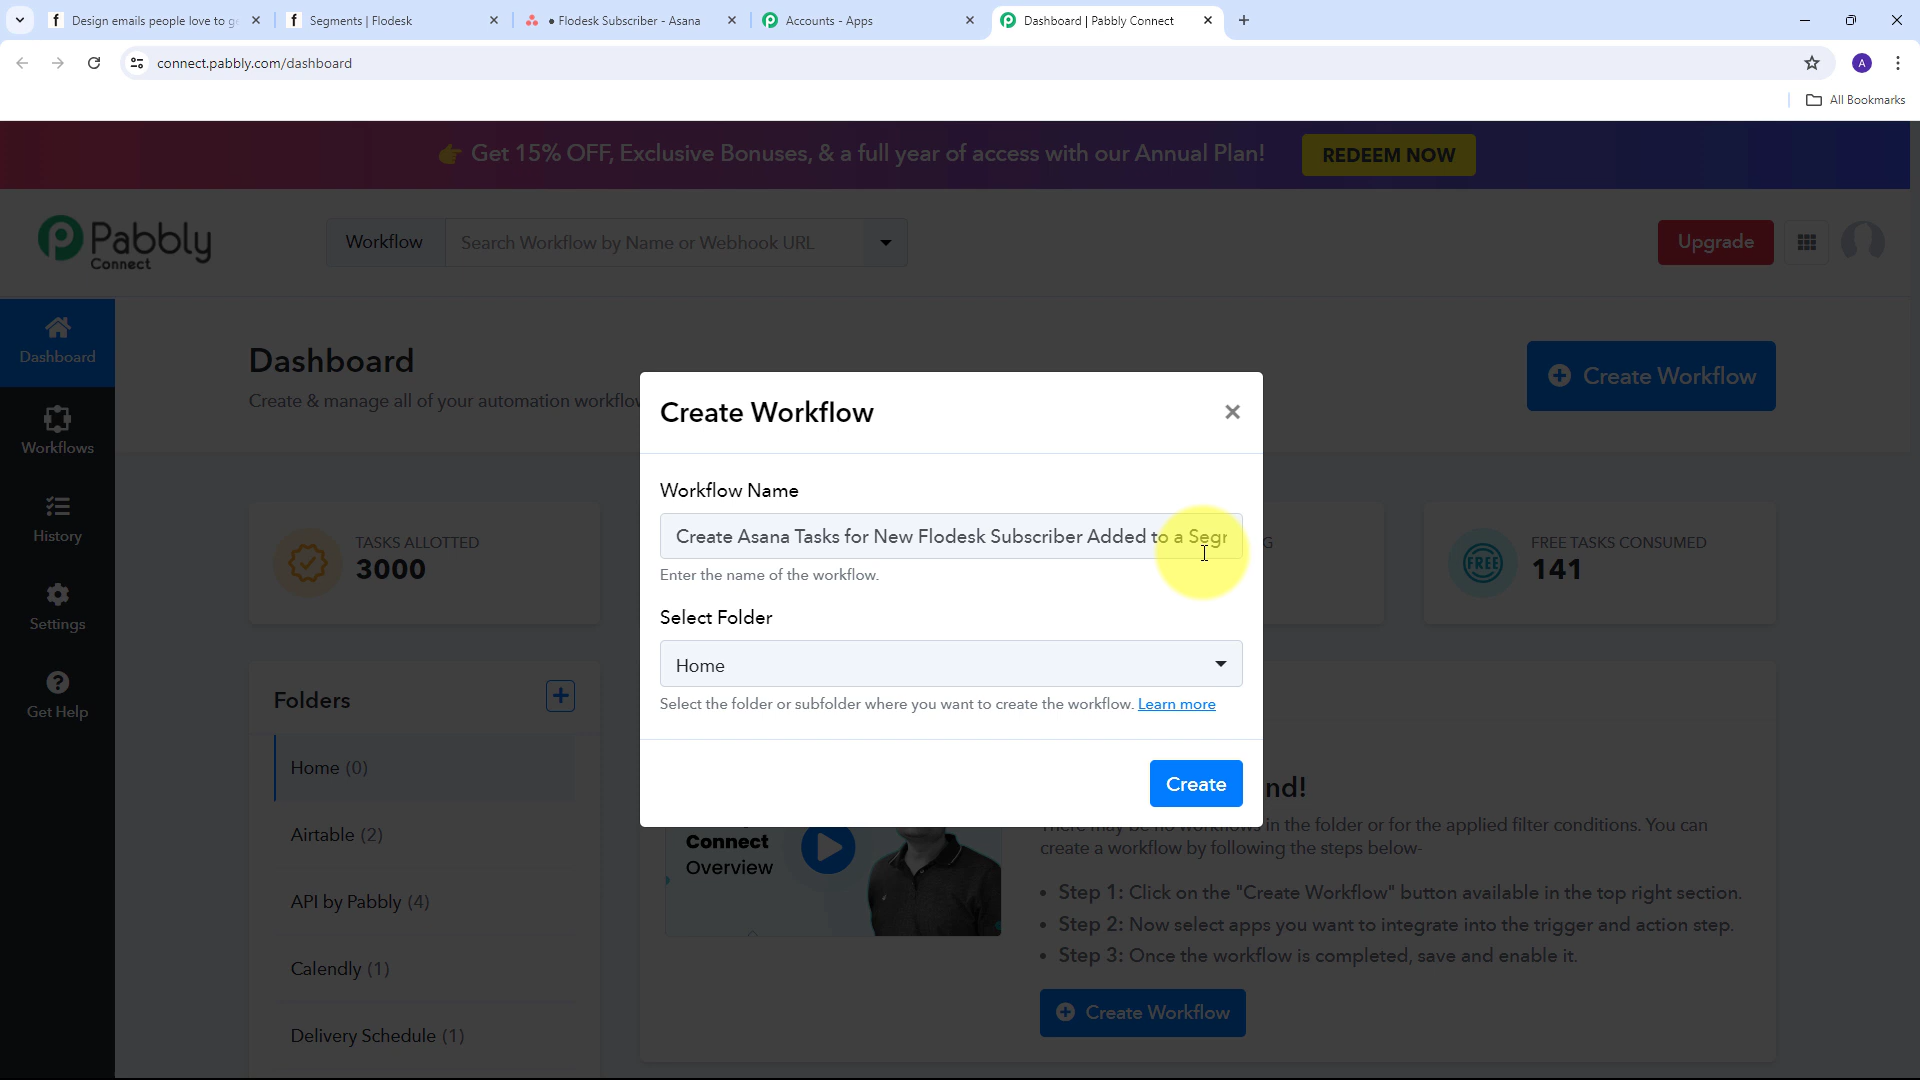 Design emails people love to ge
Segments | Flodesk
• Flodesk Subscriber - Asana
Accounts - Apps
Dashboard | Pabbly Connect
connect.pabbly.com/dashboard
A
All Bookmarks
👉 Get 15% OFF, Exclusive Bonuses, & a full year of access with our Annual Plan!
REDEEM NOW
Pabbly
Connect
Workflow
Search Workflow by Name or Webhook URL
Upgrade
Dashboard
Workflows
History
Settings
Get Help
Dashboard
Create & manage all of your automation workflow
Create Workflow
TASKS ALLOTTED
3000
G
FREE
FREE TASKS CONSUMED
141
Folders
Home (0)
Airtable (2)
API by Pabbly (4)
Calendly (1)
Delivery Schedule (1)
Create Workflow
Workflow Name
Create Asana Tasks for New Flodesk Subscriber Added to a Segr
Enter the name of the workflow.
Select Folder
Home
Select the folder or subfolder where you want to create the workflow. Learn more
Create
Connect
Overview
nd!
There may be no workflows in the folder or for the applied filter conditions. You can
create a workflow by following the steps below-
• Step 1: Click on the "Create Workflow" button available in the top right section.
• Step 2: Now select apps you want to integrate into the trigger and action step.
• Step 3: Once the workflow is completed, save and enable it.
Create Workflow